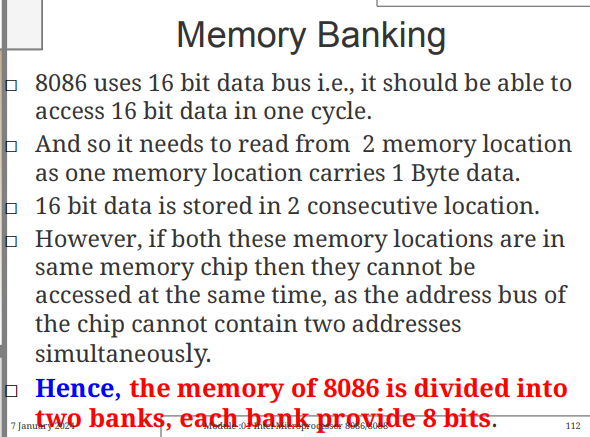 Memory Banking
8086 uses 16 bit data bus i.e., it should be able to
access 16 bit data in one cycle.
And so it needs to read from 2 memory location
as one memory location carries 1 Byte data.
16 bit data is stored in 2 consecutive location.
However, if both these memory locations are in
same memory chip then they cannot be
accessed at the same time, as the address bus of
the chip cannot contain two addresses
simultaneously.
Hence, the memory of 8086 is divided into
two banks, each bank provide 8 bits.
7 January 2024
Module :01 Intel Microprocessor 8086/8088
112